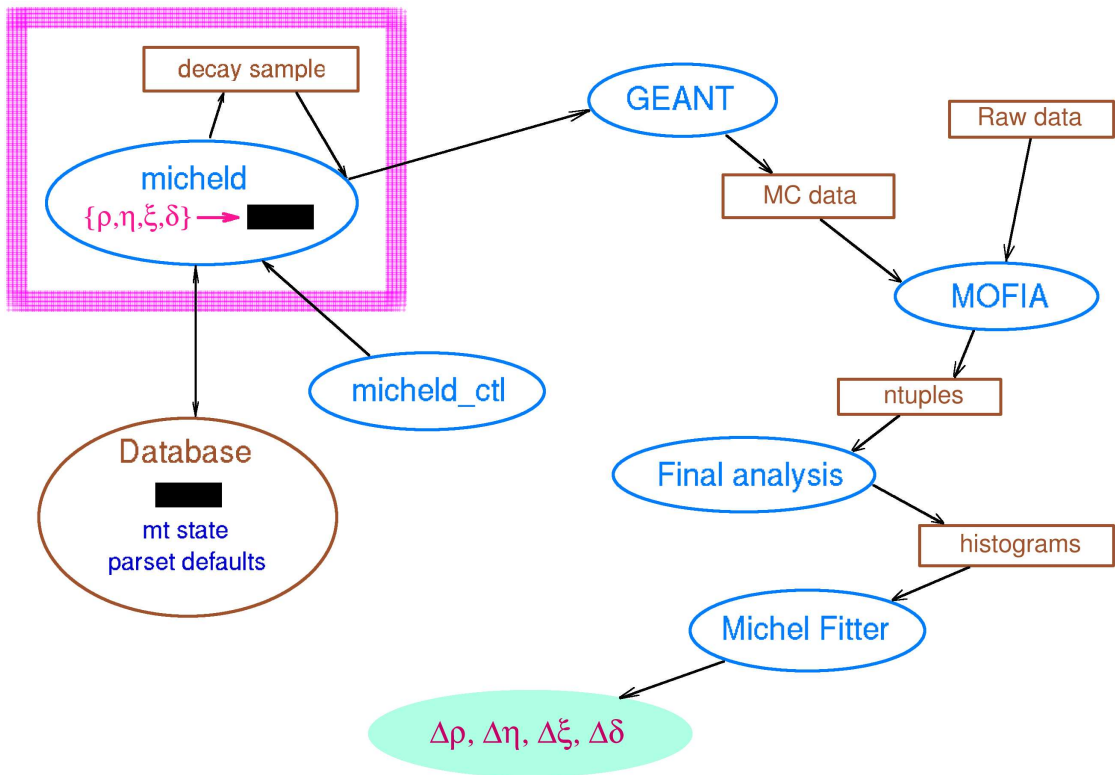 decay sample
micheld
{ρ,η,ξ,δ}
GEANT
Raw data
MC data
MOFIA
micheld_ctl
ntuples
Database
mt state
parset defaults
Final analysis
histograms
Michel Fitter
Δρ, Δη, Δξ, Δδ